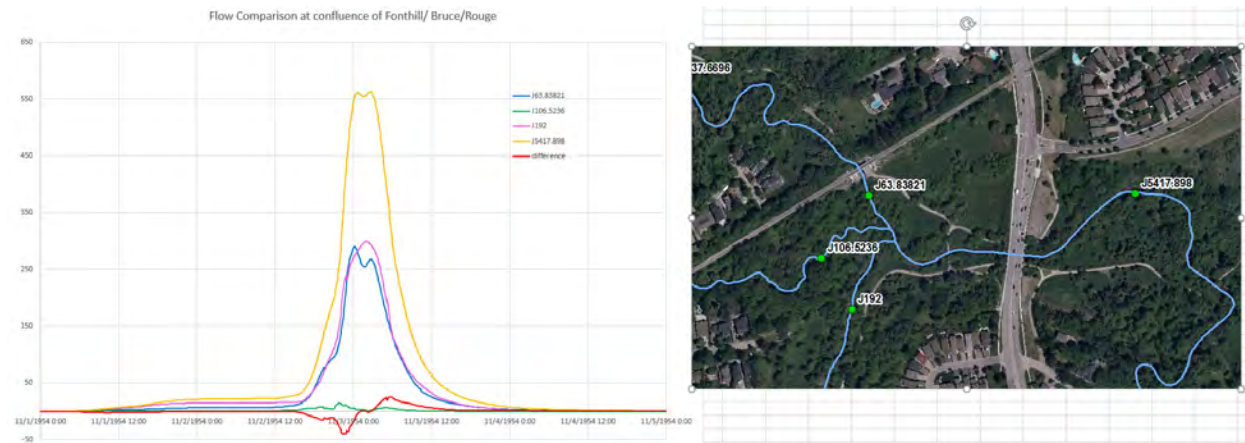 Flow Comparison at confluence of Fonthill/ Bruce/Rouge
650
550
450
350
250
150
50
-50
J63.83821
J106.5236
J192
J5417.898
difference
11/1/1954 0:00
11/1/1954 12:00
11/2/1954 0:00
11/2/1954 12:00
11/3/1954 0:00
11/3/1954 12:00
11/4/1954 0:00
11/4/1954 12:00
11/5/1954 0:00
37.6696
J63.83821
J5417.898
J106.5236
J192